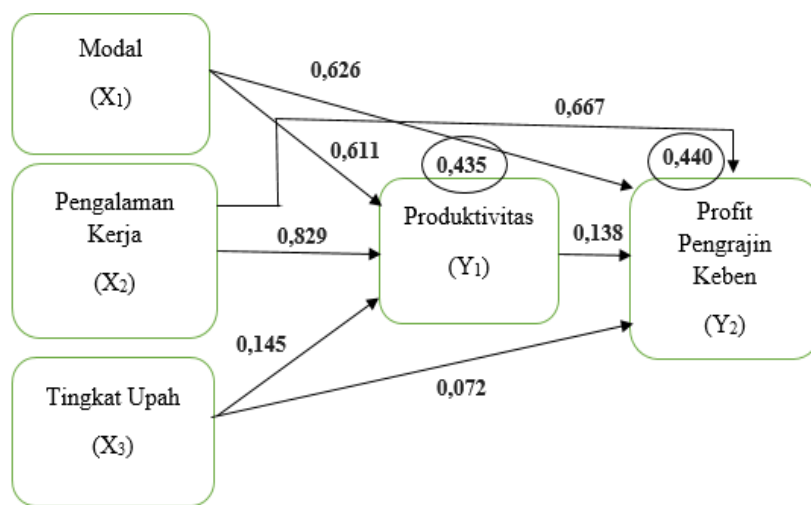 Modal
(X₁)
0,626
0,667
0,611
0,435
0,440
Pengalaman
Kerja
(X₂)
0,829
Produktivitas
(Y₁)
0,138
Profit
Pengrajin
Keben
(Y₂)
0,145
0,072
Tingkat Upah
(X₃)